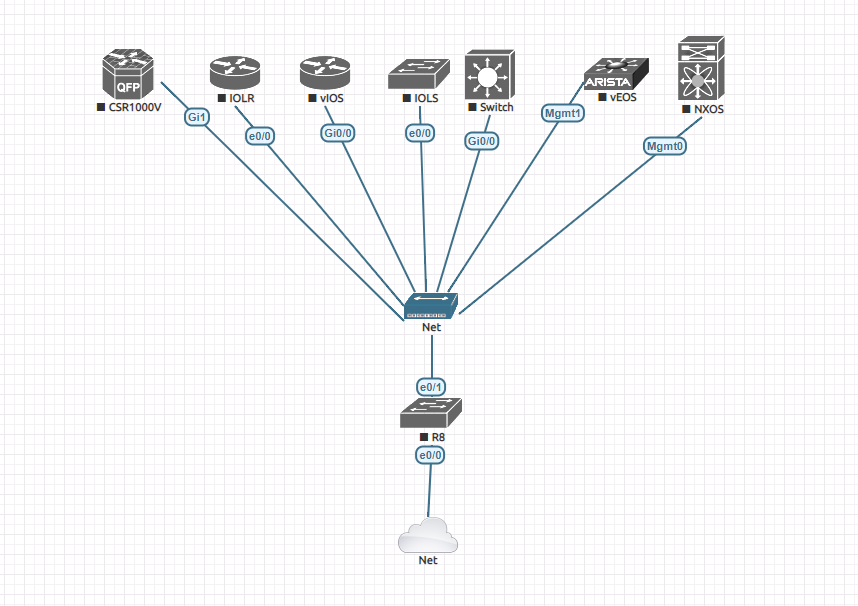 QFP
ARISTA
CSR1000V
IOLR
vIOS
IOLS
Switch
vEOS
NXOS
Gi1
e0/0
Gi0/0
e0/0
Gi0/0
Mgmt1
Mgmt0
Net
e0/1
R8
e0/0
Net